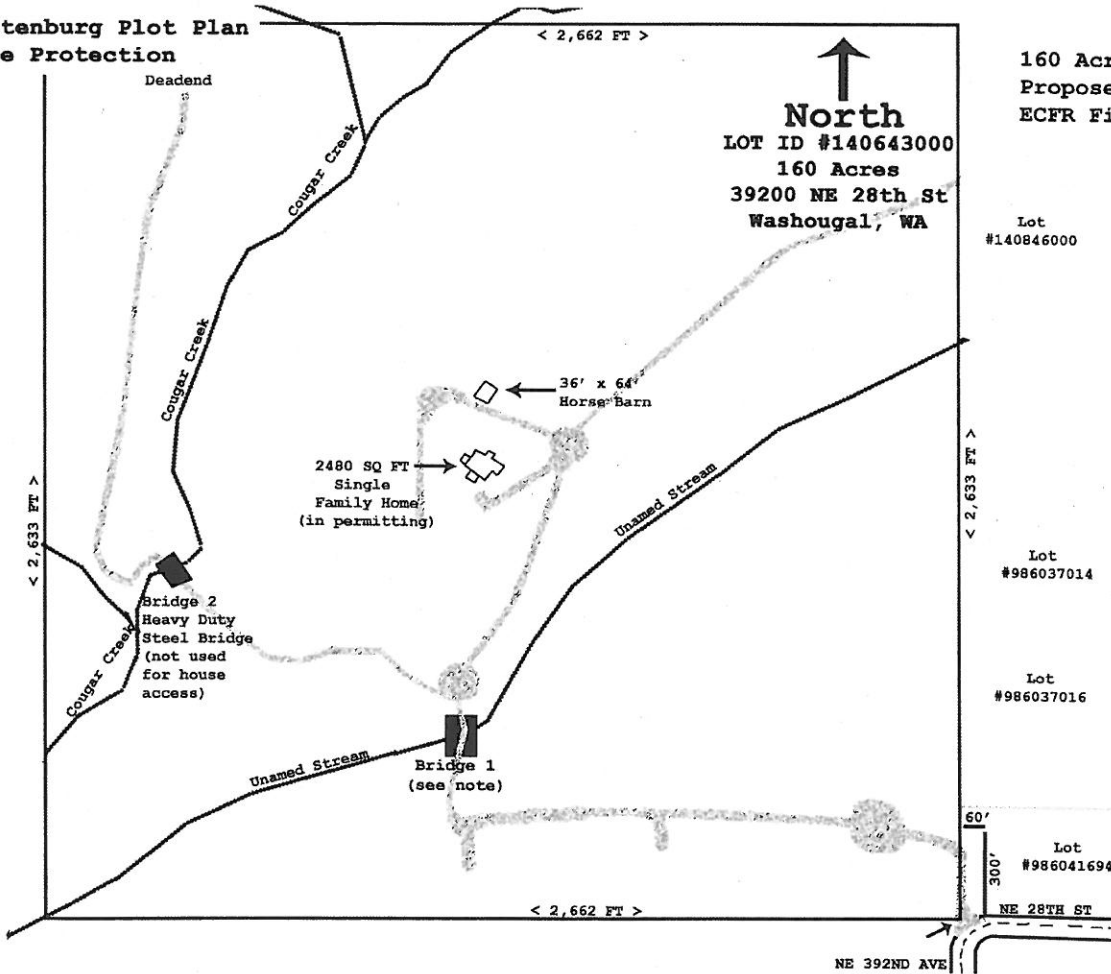 tenburg Plot Plan
e Protection
Deadend
< 2,662 FT >
160 Acr
Propose
ECFR Fi
North
LOT ID #140643000
160 Acres
39200 NE 28th St
Washougal, WA
Cougar Creek
Lot
#140846000
Cougar Creek
36' x 64'
Horse Barn
2480 SQ FT
Single
Family Home
(in permitting)
Unamed Stream
< 2,633 FT >
< 2,633 FT >
Lot
#986037014
Bridge 2
Heavy Duty
Steel Bridge
(not used
for house
access)
Cougar Creek
Lot
#986037016
Unamed Stream
Bridge 1
(see note)
60'
300'
Lot
#986041694
< 2,662 FT >
NE 28TH ST
NE 392ND AVE